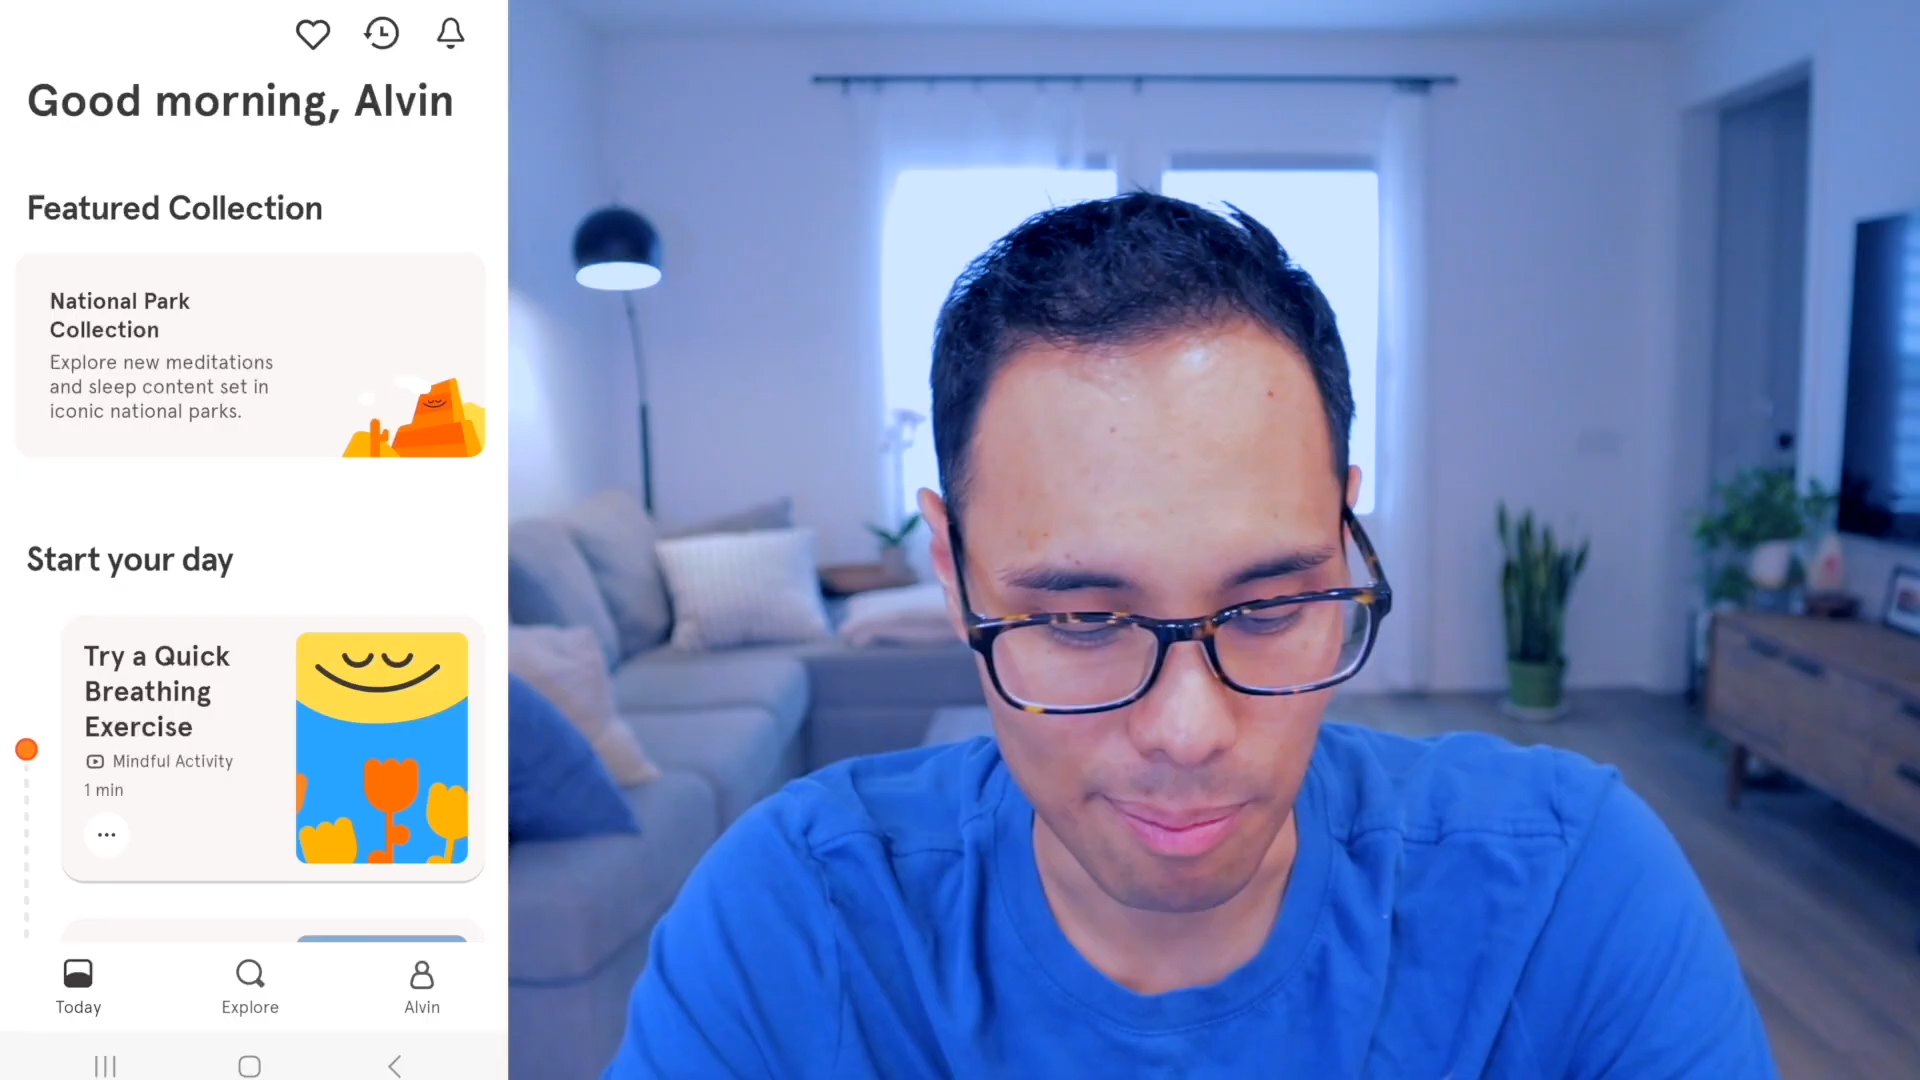 Good morning, Alvin
Featured Collection
National Park
Collection
Explore new meditations
and sleep content set in
iconic national parks.
Start your day
Try a Quick
Breathing
Exercise
Mindful Activity
1 min
Today
Explore
Alvin